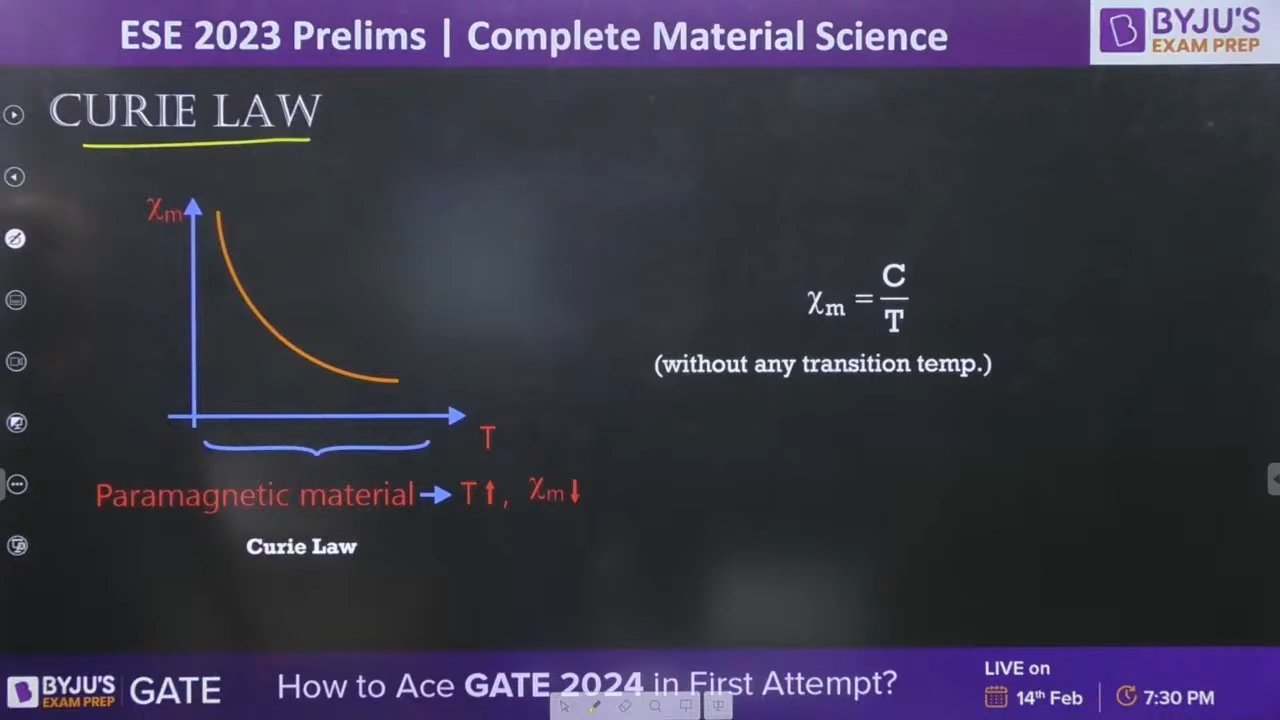 ESE 2023 Prelims | Complete Material Science
BYJU'S
EXAM PREP
CURIE LAW
χm
T
Paramagnetic material → T↑, χm↓
Curie Law
χm = C/T
(without any transition temp.)
BYJU'S
EXAM PREP
GATE
How to Ace GATE 2024 in First Attempt?
LIVE on
14th Feb
7:30 PM